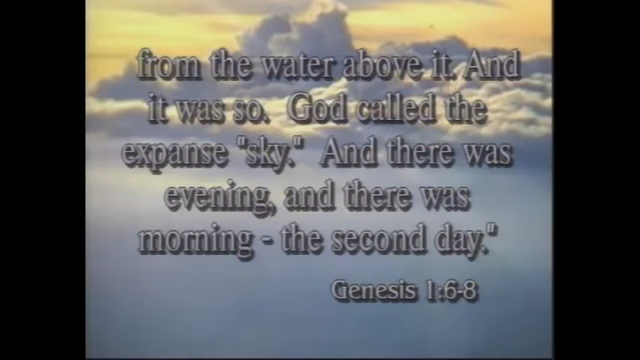 from the water above it. And
it was so. God called the
expanse "sky." And there was
evening, and there was
morning - the second day."
Genesis 1:6-8